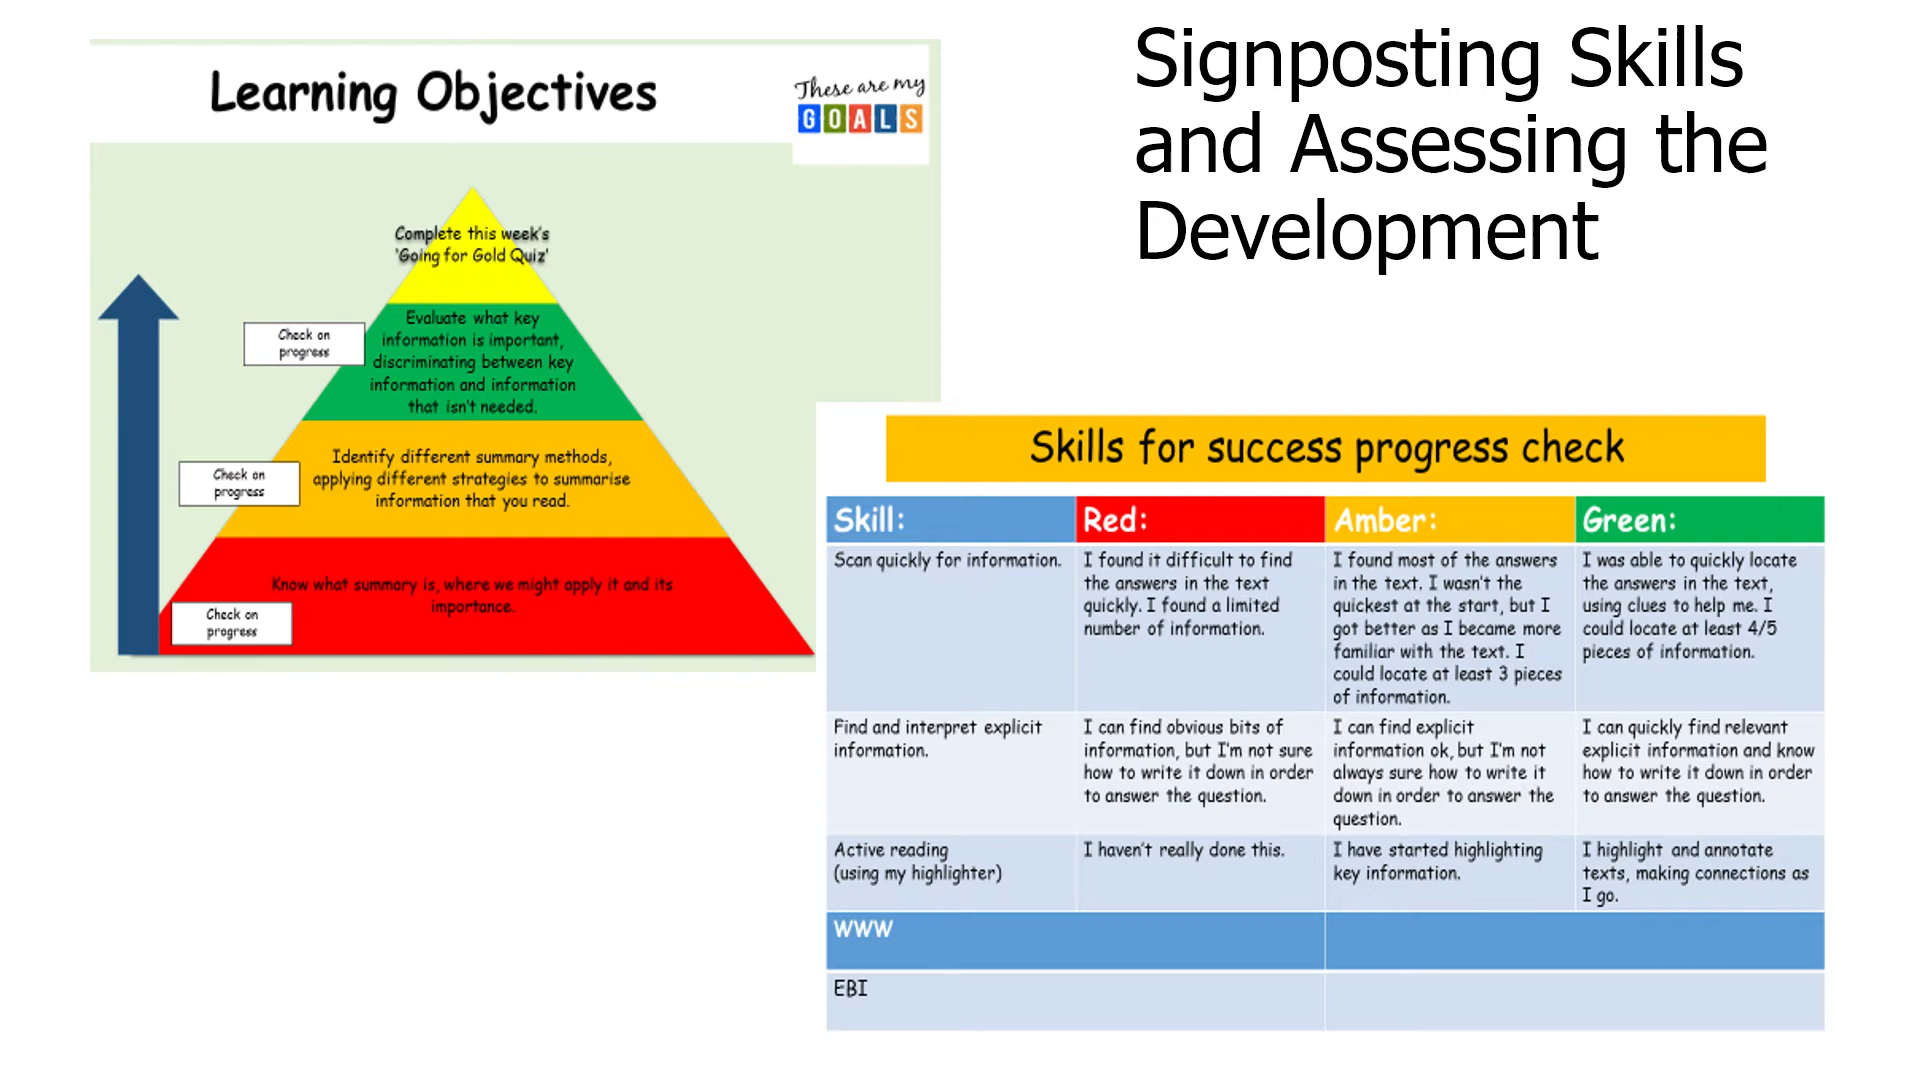 Signposting Skills
and Assessing the
Development
Learning Objectives
These are my
GOALS
Complete this week's
'Going for Gold Quiz'
Check on
progress
Evaluate what key
information is important,
discriminating between key
information and information
that isn't needed.
Check on
progress
Identify different summary methods,
applying different strategies to summarise
information that you read.
Know what summary is, where we might apply it and its
importance.
Check on
progress
Skills for success progress check
Skill:
Red:
Amber:
Green:
Scan quickly for information.
I found it difficult to find
the answers in the text
quickly. I found a limited
number of information.
I found most of the answers
in the text. I wasn't the
quickest at the start, but I
got better as I became more
familiar with the text. I
could locate at least 3 pieces
of information.
I was able to quickly locate
the answers in the text,
using clues to help me. I
could locate at least 4/5
pieces of information.
Find and interpret explicit
information.
I can find obvious bits of
information, but I'm not sure
how to write it down in order
to answer the question.
I can find explicit
information ok, but I'm not
always sure how to write it
down in order to answer the
question.
I can quickly find relevant
explicit information and know
how to write it down in order
to answer the question.
Active reading
(using my highlighter)
I haven't really done this.
I have started highlighting
key information.
I highlight and annotate
texts, making connections as
I go.
WWW
EBI